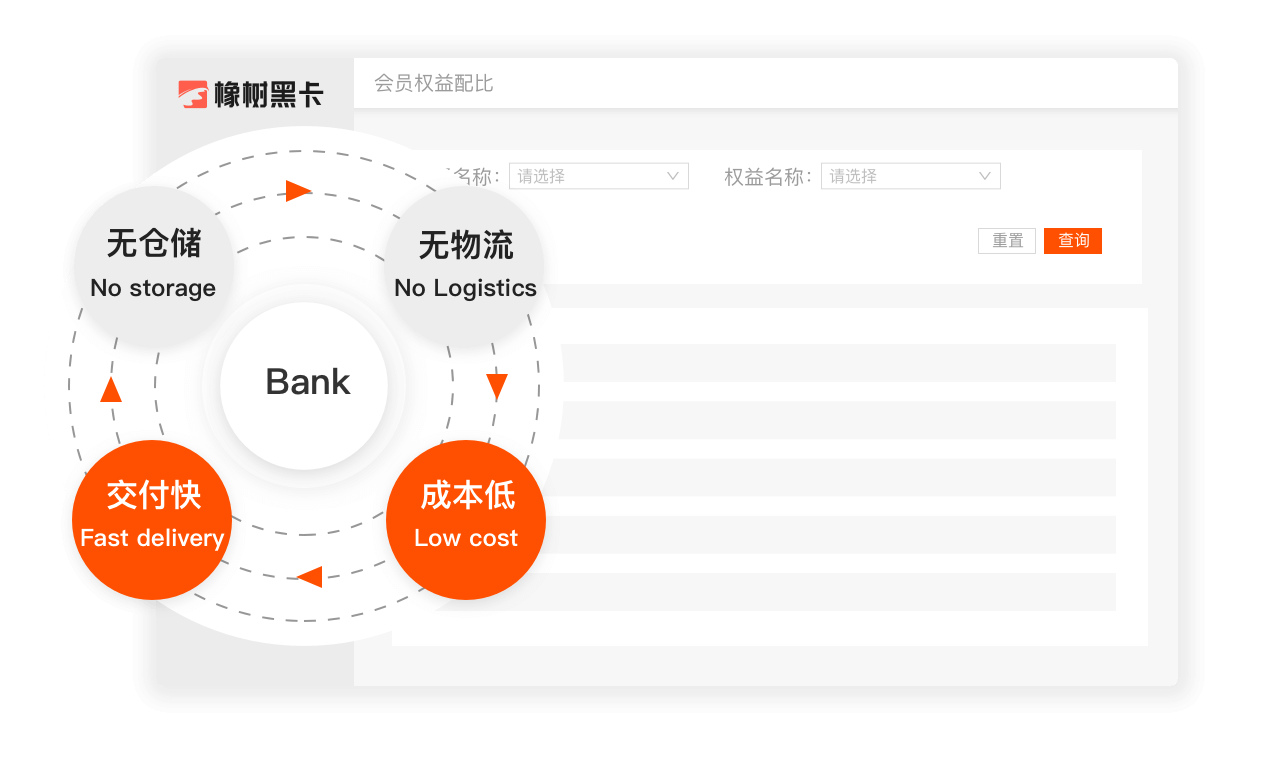 橡树黑卡
会员权益配比
名称：
请选择
权益名称：
请选择
重置
查询
无仓储
No storage
无物流
No Logistics
Bank
交付快
Fast delivery
成本低
Low cost